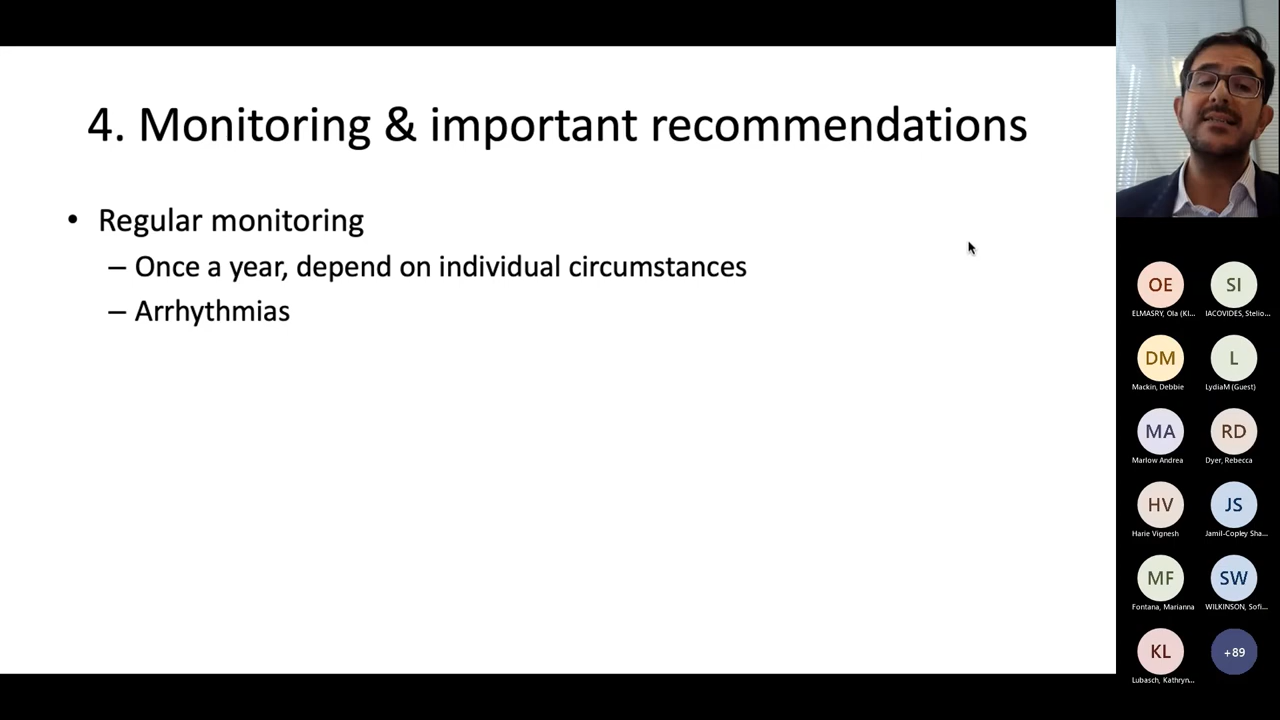 4. Monitoring & important recommendations
• Regular monitoring
– Once a year, depend on individual circumstances
– Arrhythmias
OE
SI
ELMASRY, Ola (KI...
IACOVIDES, Stelio...
DM
L
Mackin, Debbie
LydiaM (Guest)
MA
RD
Marlow Andrea
Dyer, Rebecca
HV
JS
Harie Vignesh
Jamil-Copley Sha...
MF
SW
Fontana, Marianna
WILKINSON, Sofi...
KL
+89
Lubasch, Kathryn...